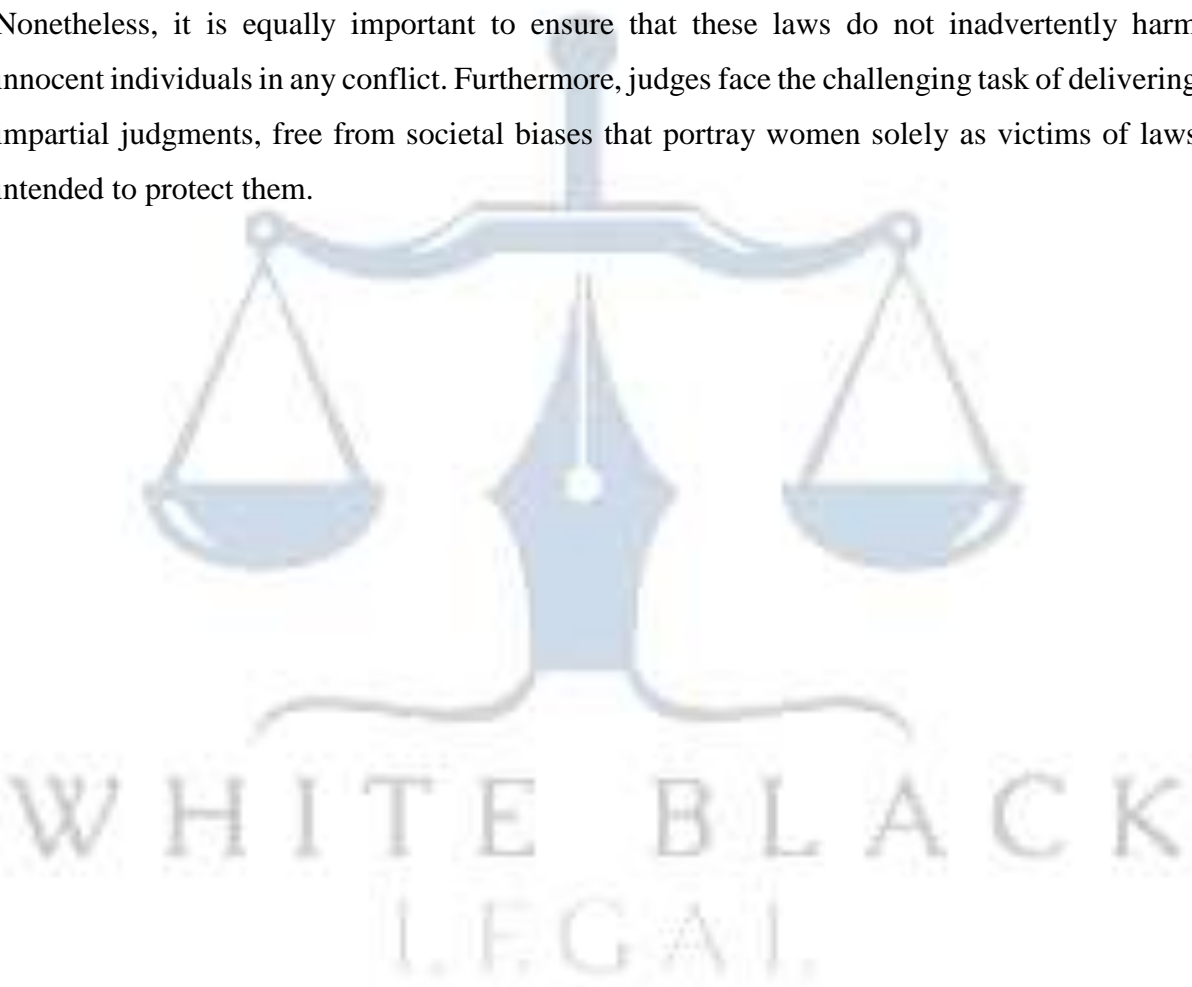 Nonetheless, it is equally important to ensure that these laws do not inadvertently harm
innocent individuals in any conflict. Furthermore, judges face the challenging task of delivering
impartial judgments, free from societal biases that portray women solely as victims of laws
intended to protect them.
WHITE BLACK
LEGAL